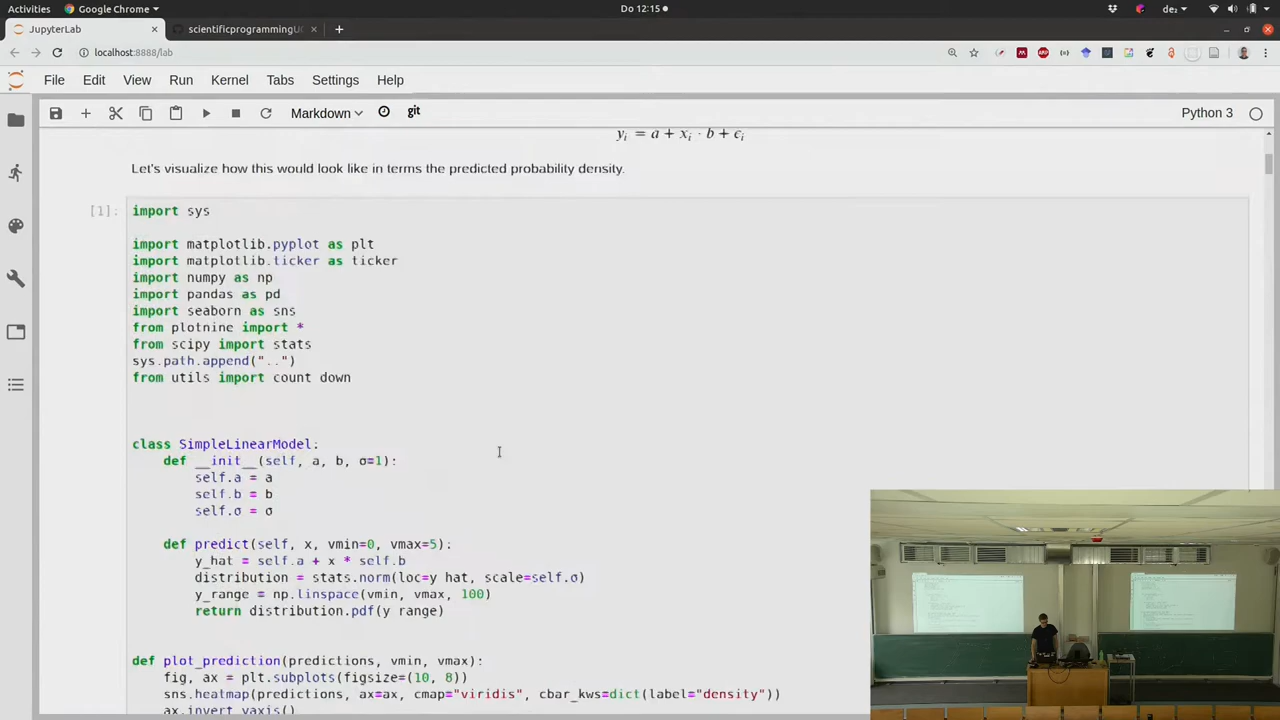 Activities Google Chrome Do 12:15 de₂
JupyterLab scientificprogrammingU
localhost:8888/lab
File Edit View Run Kernel Tabs Settings Help
Markdown git Python 3
yᵢ = a + xᵢ · b + ϵᵢ
Let's visualize how this would look like in terms the predicted probability density.
[1]: import sys
import matplotlib.pyplot as plt
import matplotlib.ticker as ticker
import numpy as np
import pandas as pd
import seaborn as sns
from plotnine import *
from scipy import stats
sys.path.append("..")
from utils import count down
class SimpleLinearModel:
def __init__(self, a, b, σ=1):
self.a = a
self.b = b
self.σ = σ
def predict(self, x, vmin=0, vmax=5):
y_hat = self.a + x * self.b
distribution = stats.norm(loc=y hat, scale=self.σ)
y_range = np.linspace(vmin, vmax, 100)
return distribution.pdf(y range)
def plot_prediction(predictions, vmin, vmax):
fig, ax = plt.subplots(figsize=(10, 8))
sns.heatmap(predictions, ax=ax, cmap="viridis", cbar_kws=dict(label="density"))
ax.invert_yaxis()